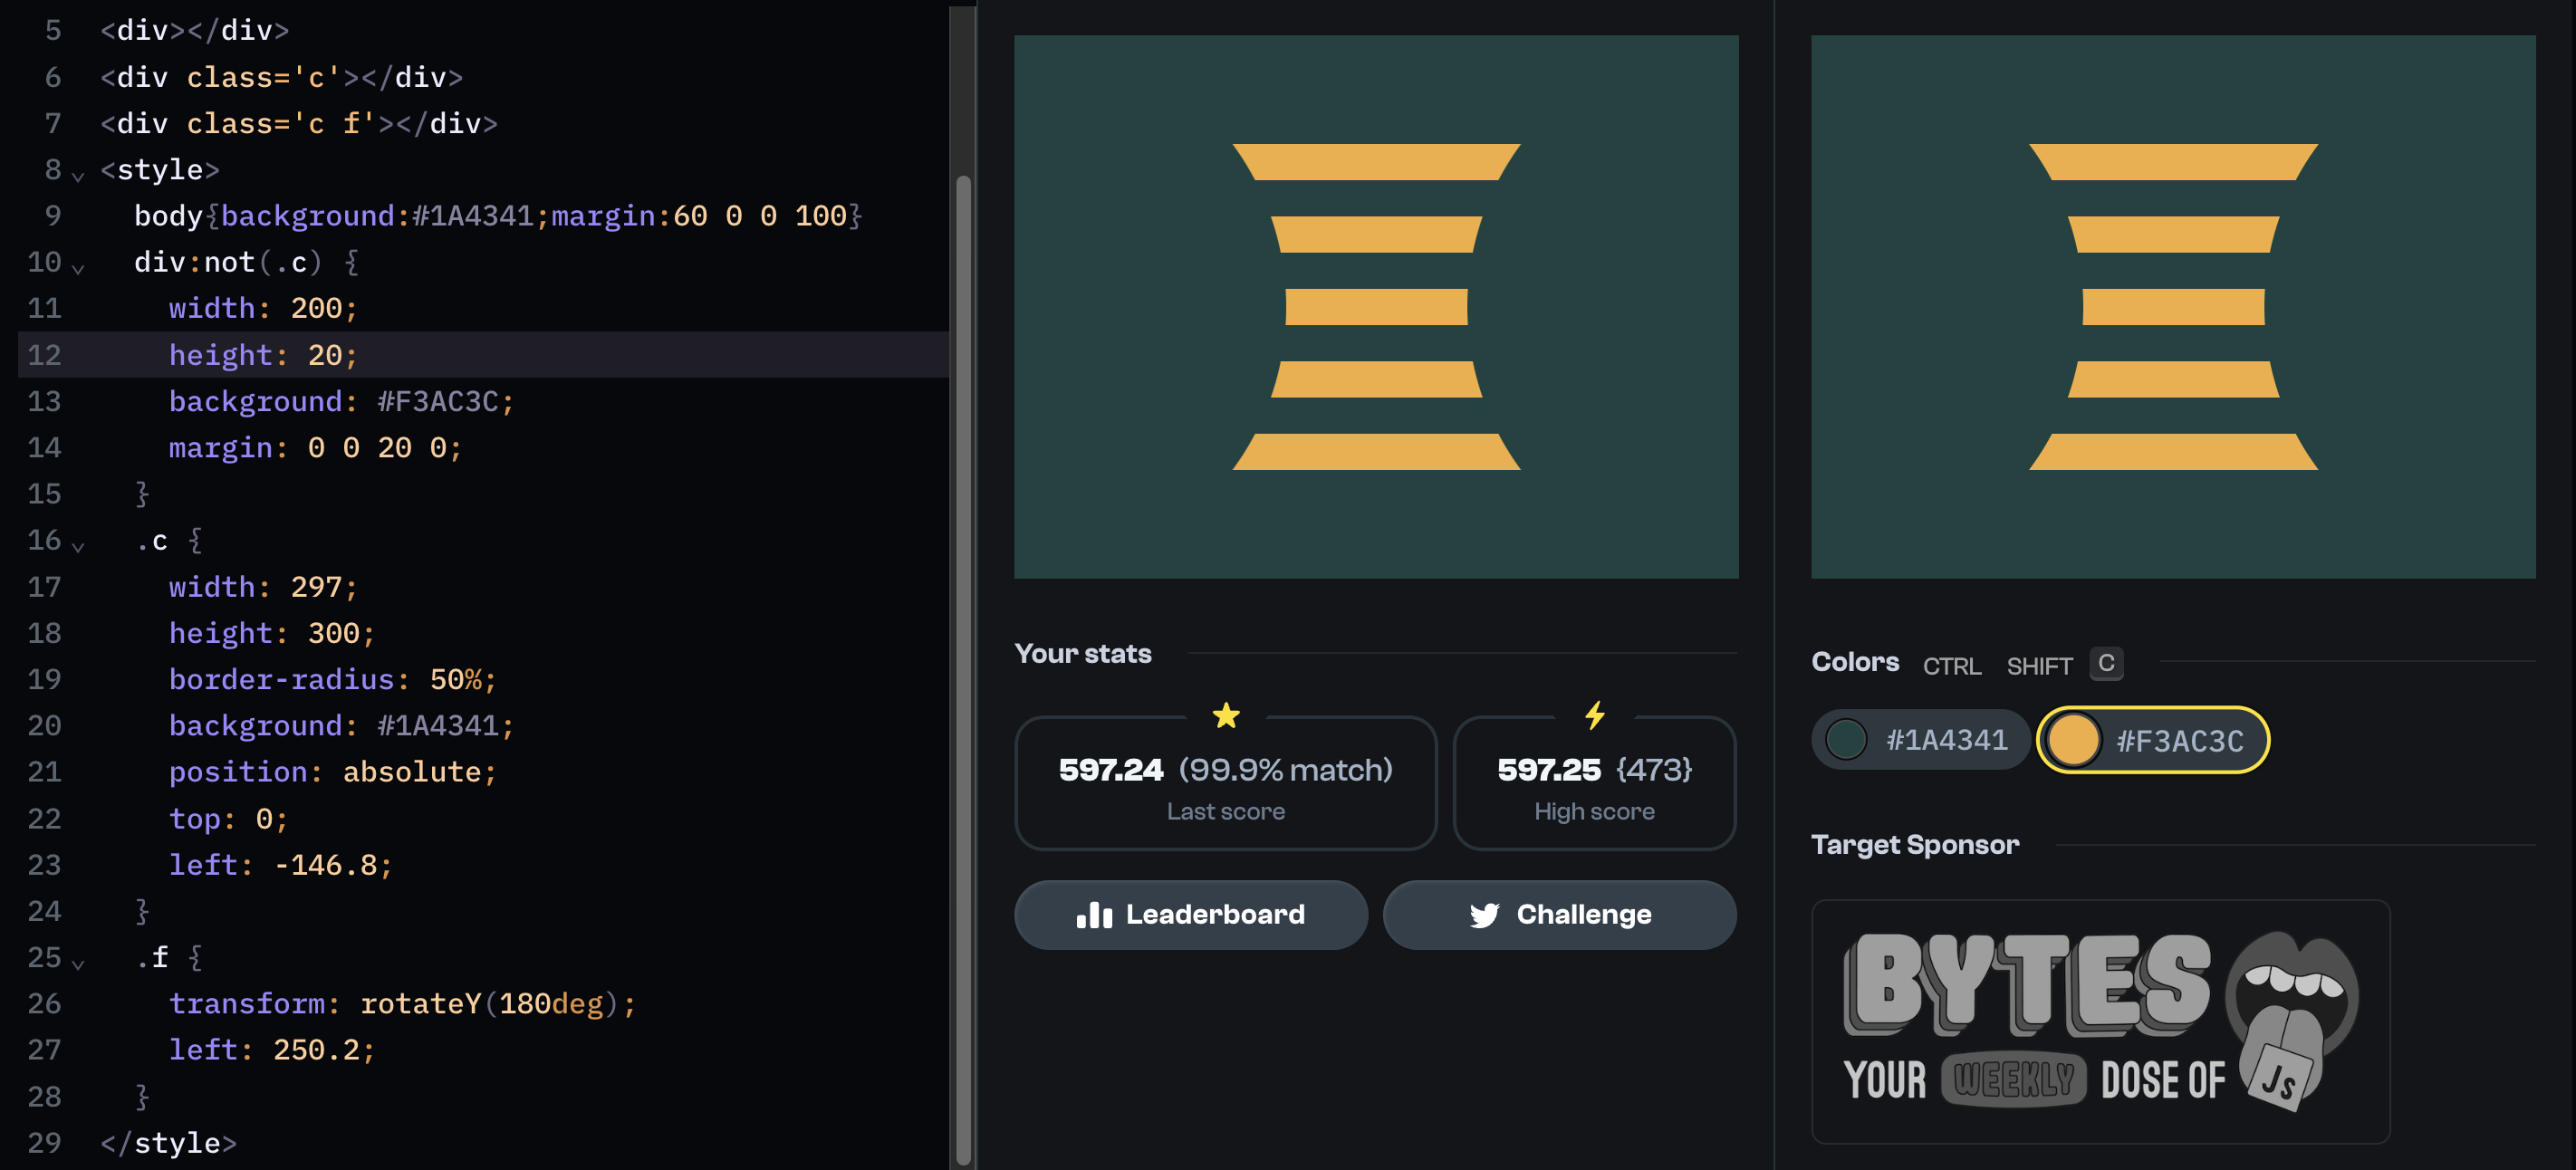 5 <div></div>
6 <div class='c'></div>
7 <div class='c f'></div>
8 <style>
9 body{background:#1A4341;margin:60 0 0 100}
10 div:not(.c) {
11 width: 200;
12 height: 20;
13 background: #F3AC3C;
14 margin: 0 0 20 0;
15 }
16 .c {
17 width: 297;
18 height: 300;
19 border-radius: 50%;
20 background: #1A4341;
21 position: absolute;
22 top: 0;
23 left: -146.8;
24 }
25 .f {
26 transform: rotateY(180deg);
27 left: 250.2;
28 }
29 </style>
Your stats
597.24 (99.9% match)
Last score
597.25 {473}
High score
Leaderboard
Challenge
Colors CTRL SHIFT C
#1A4341 #F3AC3C
Target Sponsor
BYTES
YOUR WEEKLY DOSE OF JS